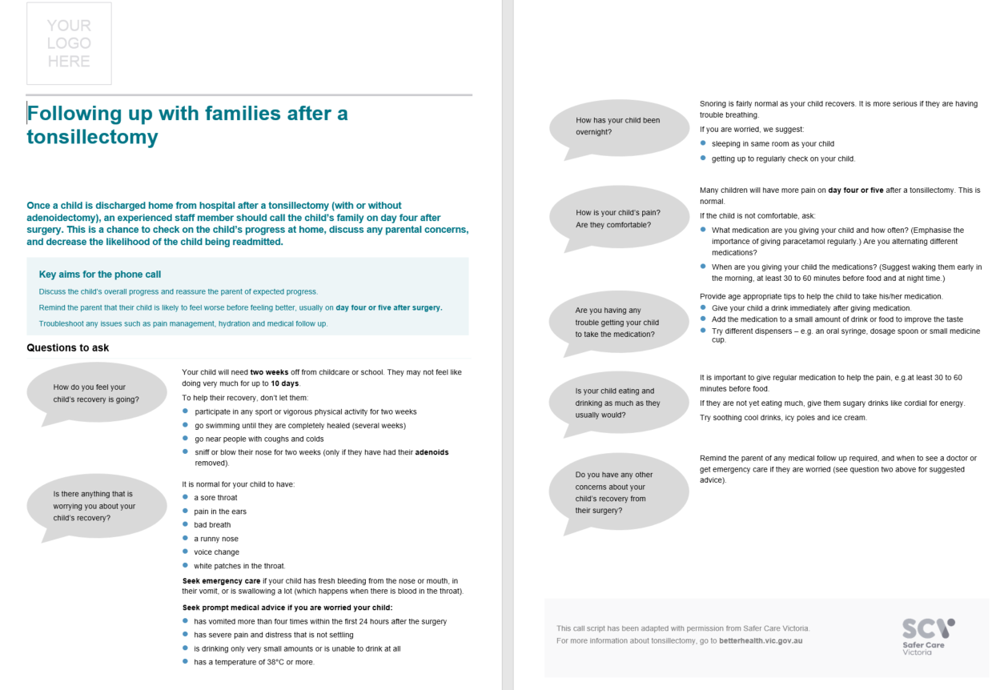 YOUR
LOGO
HERE
Following up with families after a
tonsillectomy
Once a child is discharged home from hospital after a tonsillectomy (with or without
adenoidectomy), an experienced staff member should call the child's family on day four after
surgery. This is a chance to check on the child's progress at home, discuss any parental concerns,
and decrease the likelihood of the child being readmitted.
Key aims for the phone call
Discuss the child's overall progress and reassure the parent of expected progress.
Remind the parent that their child is likely to feel worse before feeling better, usually on day four or five after surgery.
Troubleshoot any issues such as pain management, hydration and medical follow up.
Questions to ask
How do you feel your
child's recovery is going?
Your child will need two weeks off from childcare or school. They may not feel like
doing very much for up to 10 days.
To help their recovery, don't let them:
participate in any sport or vigorous physical activity for two weeks
go swimming until they are completely healed (several weeks)
go near people with coughs and colds
sniff or blow their nose for two weeks (only if they have had their adenoids
removed).
Is there anything that is
worrying you about your
child's recovery?
It is normal for your child to have:
a sore throat
pain in the ears
bad breath
a runny nose
voice change
white patches in the throat.
Seek emergency care if your child has fresh bleeding from the nose or mouth, in
their vomit, or is swallowing a lot (which happens when there is blood in the throat).
Seek prompt medical advice if you are worried your child:
has vomited more than four times within the first 24 hours after the surgery
has severe pain and distress that is not settling
is drinking only very small amounts or is unable to drink at all
has a temperature of 38°C or more.
How has your child been
overnight?
Snoring is fairly normal as your child recovers. It is more serious if they are having
trouble breathing.
If you are worried, we suggest:
sleeping in same room as your child
getting up to regularly check on your child.
How is your child's pain?
Are they comfortable?
Many children will have more pain on day four or five after a tonsillectomy. This is
normal.
If the child is not comfortable, ask:
What medication are you giving your child and how often? (Emphasise the
importance of giving paracetamol regularly.) Are you alternating different
medications?
When are you giving your child the medications? (Suggest waking them early in
the morning, at least 30 to 60 minutes before food and at night time.)
Are you having any
trouble getting your child
to take the medication?
Provide age appropriate tips to help the child to take his/her medication.
Give your child a drink immediately after giving medication.
Add the medication to a small amount of drink or food to improve the taste
Try different dispensers – e.g. an oral syringe, dosage spoon or small medicine
cup.
Is your child eating and
drinking as much as they
usually would?
It is important to give regular medication to help the pain, e.g.at least 30 to 60
minutes before food.
If they are not yet eating much, give them sugary drinks like cordial for energy.
Try soothing cool drinks, icy poles and ice cream.
Do you have any other
concerns about your
child's recovery from
their surgery?
Remind the parent of any medical follow up required, and when to see a doctor or
get emergency care if they are worried (see question two above for suggested
advice).
This call script has been adapted with permission from Safer Care Victoria.
For more information about tonsillectomy, go to betterhealth.vic.gov.au
SCV
Safer Care
Victoria